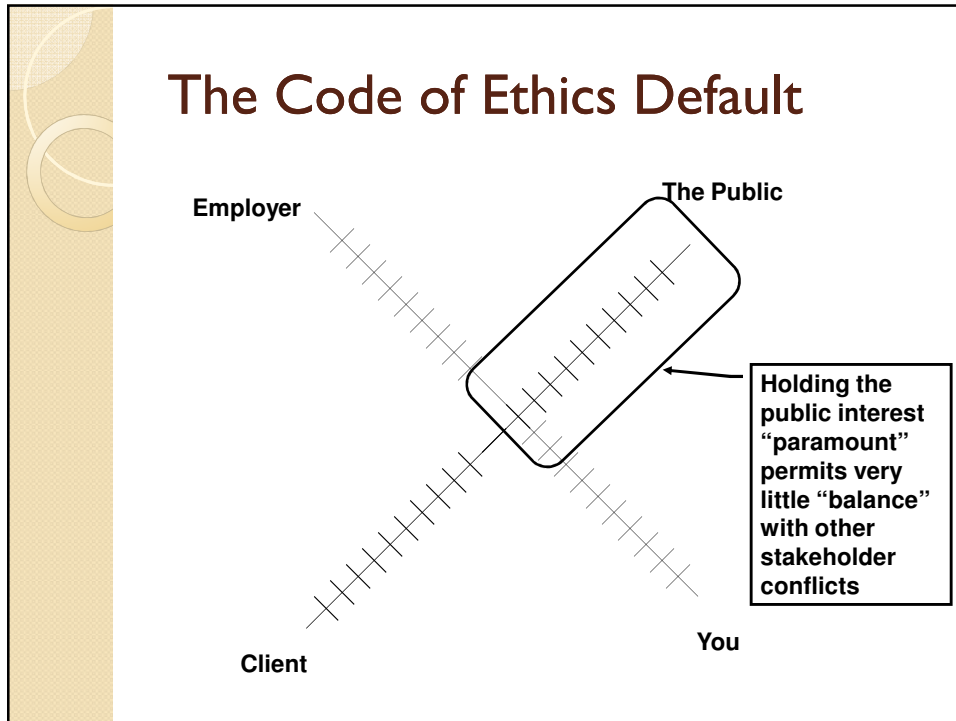 The Code of Ethics Default
Employer
The Public
Holding the
public interest
“paramount”
permits very
little “balance”
with other
stakeholder
conflicts
You
Client